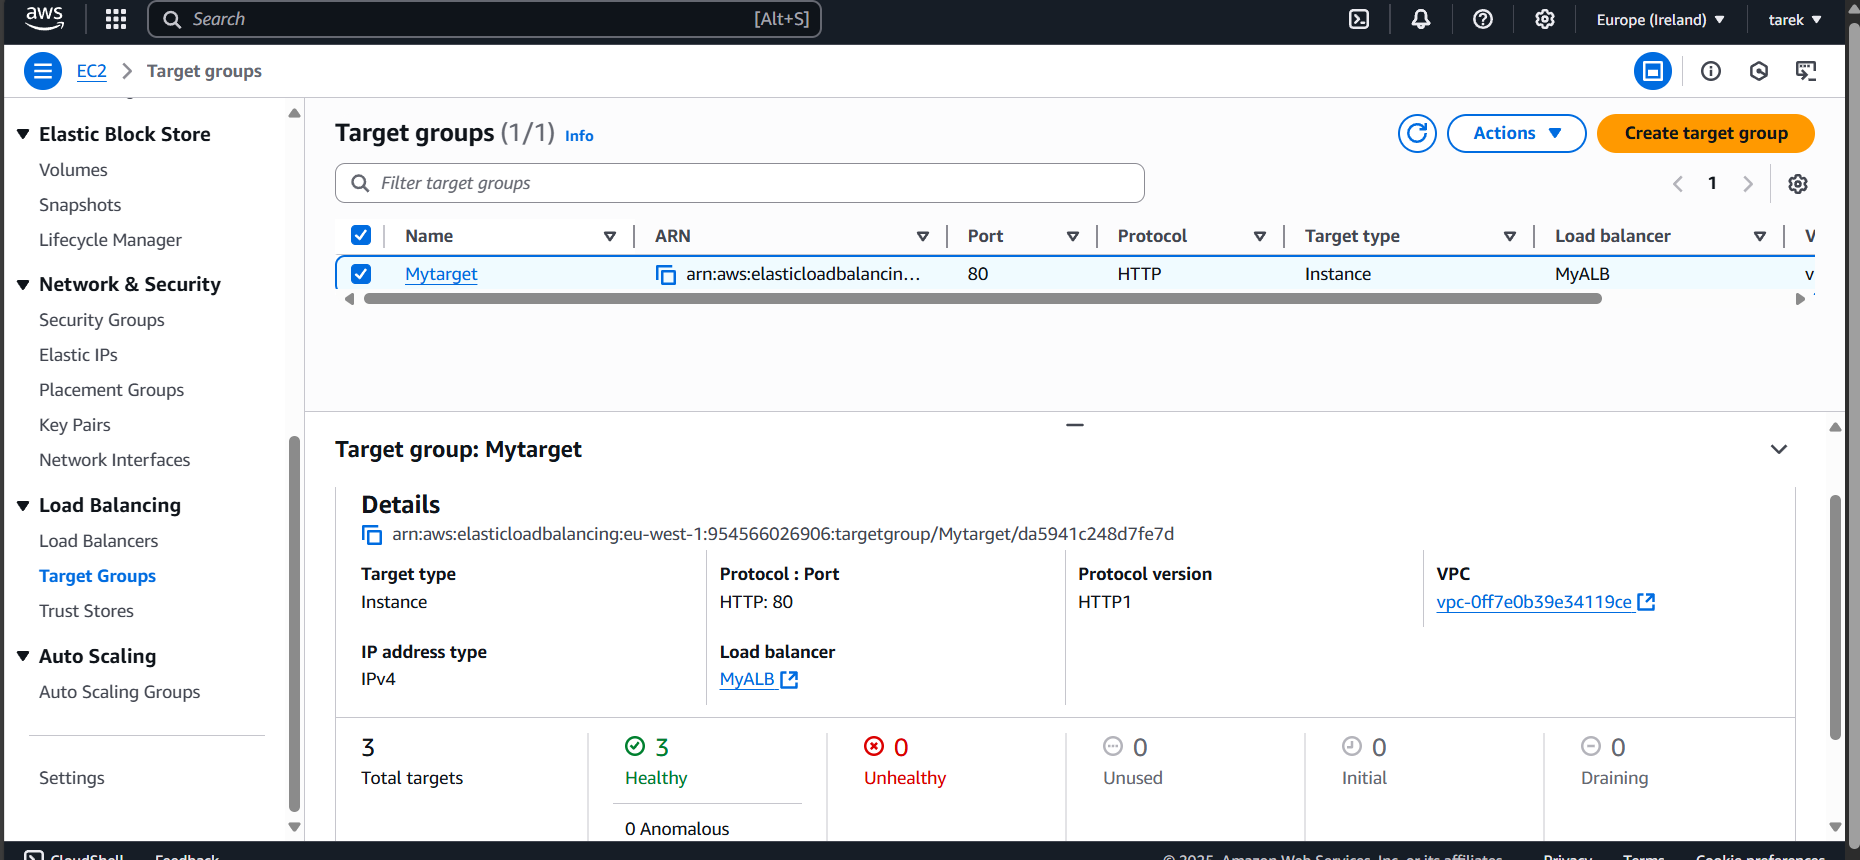 aws
Search [Alt+S]
Europe (Ireland)
tarek
EC2 Target groups
Elastic Block Store
Volumes
Snapshots
Lifecycle Manager
Network & Security
Security Groups
Elastic IPs
Placement Groups
Key Pairs
Network Interfaces
Load Balancing
Load Balancers
Target Groups
Trust Stores
Auto Scaling
Auto Scaling Groups
Settings
Target groups (1/1) Info
Actions
Create target group
Filter target groups
1
Name ARN Port Protocol Target type Load balancer V
Mytarget arn:aws:elasticloadbalancin... 80 HTTP Instance MyALB v
Target group: Mytarget
Details
arn:aws:elasticloadbalancing:eu-west-1:954566026906:targetgroup/Mytarget/da5941c248d7fe7d
Target type
Instance
Protocol : Port
HTTP: 80
Protocol version
HTTP1
VPC
vpc-0ff7e0b39e34119ce
IP address type
IPv4
Load balancer
MyALB
3
Total targets
3
Healthy
0 Anomalous
0
Unhealthy
0
Unused
0
Initial
0
Draining
CloudShell Feedback © 2025, Amazon Web Services, Inc. or its affiliates. Privacy Terms Cookie preferences